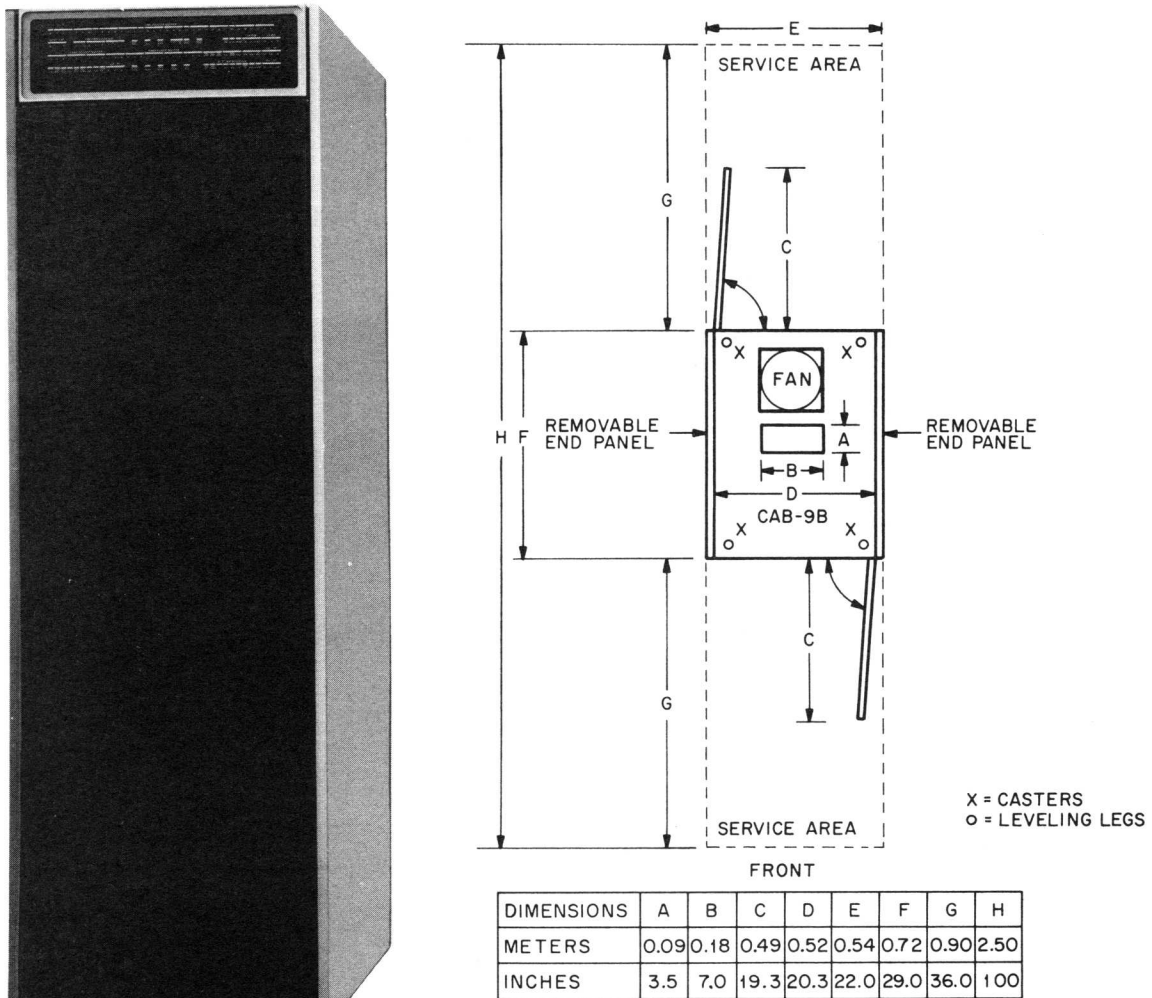 E
SERVICE AREA
G
C
X X
FAN
H F REMOVABLE END PANEL
A
REMOVABLE END PANEL
B
D
CAB-9B
X X
C
G
X = CASTERS
O = LEVELING LEGS
SERVICE AREA
FRONT
DIMENSIONS A B C D E F G H
METERS 0.09 0.18 0.49 0.52 0.54 0.72 0.90 2.50
INCHES 3.5 7.0 19.3 20.3 22.0 29.0 36.0 100